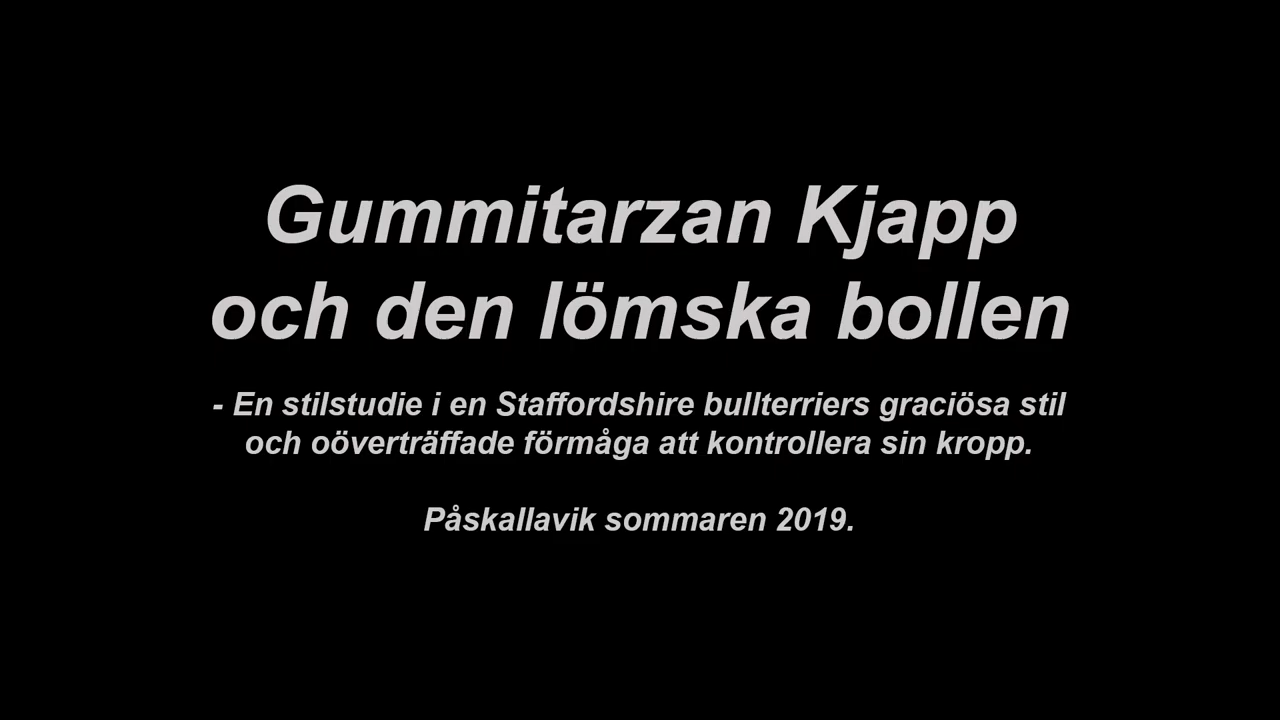 Gummitarzan Kjapp
och den lömska bollen
- En stilstudie i en Staffordshire bullterriers graciösa stil
och oöverträffade förmåga att kontrollera sin kropp.
Påskallavik sommaren 2019.